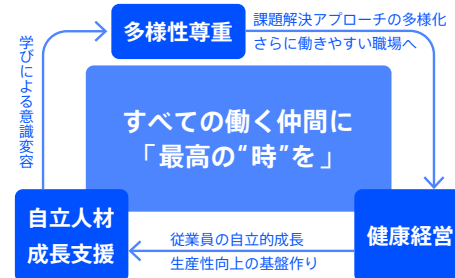 多様性尊重
課題解決アプローチの多様化
さらに働きやすい職場へ
学びによる意識変容
すべての働く仲間に
「最高の“時”を」
自立人材
成長支援
従業員の自立的成長
生産性向上の基盤作り
健康経営